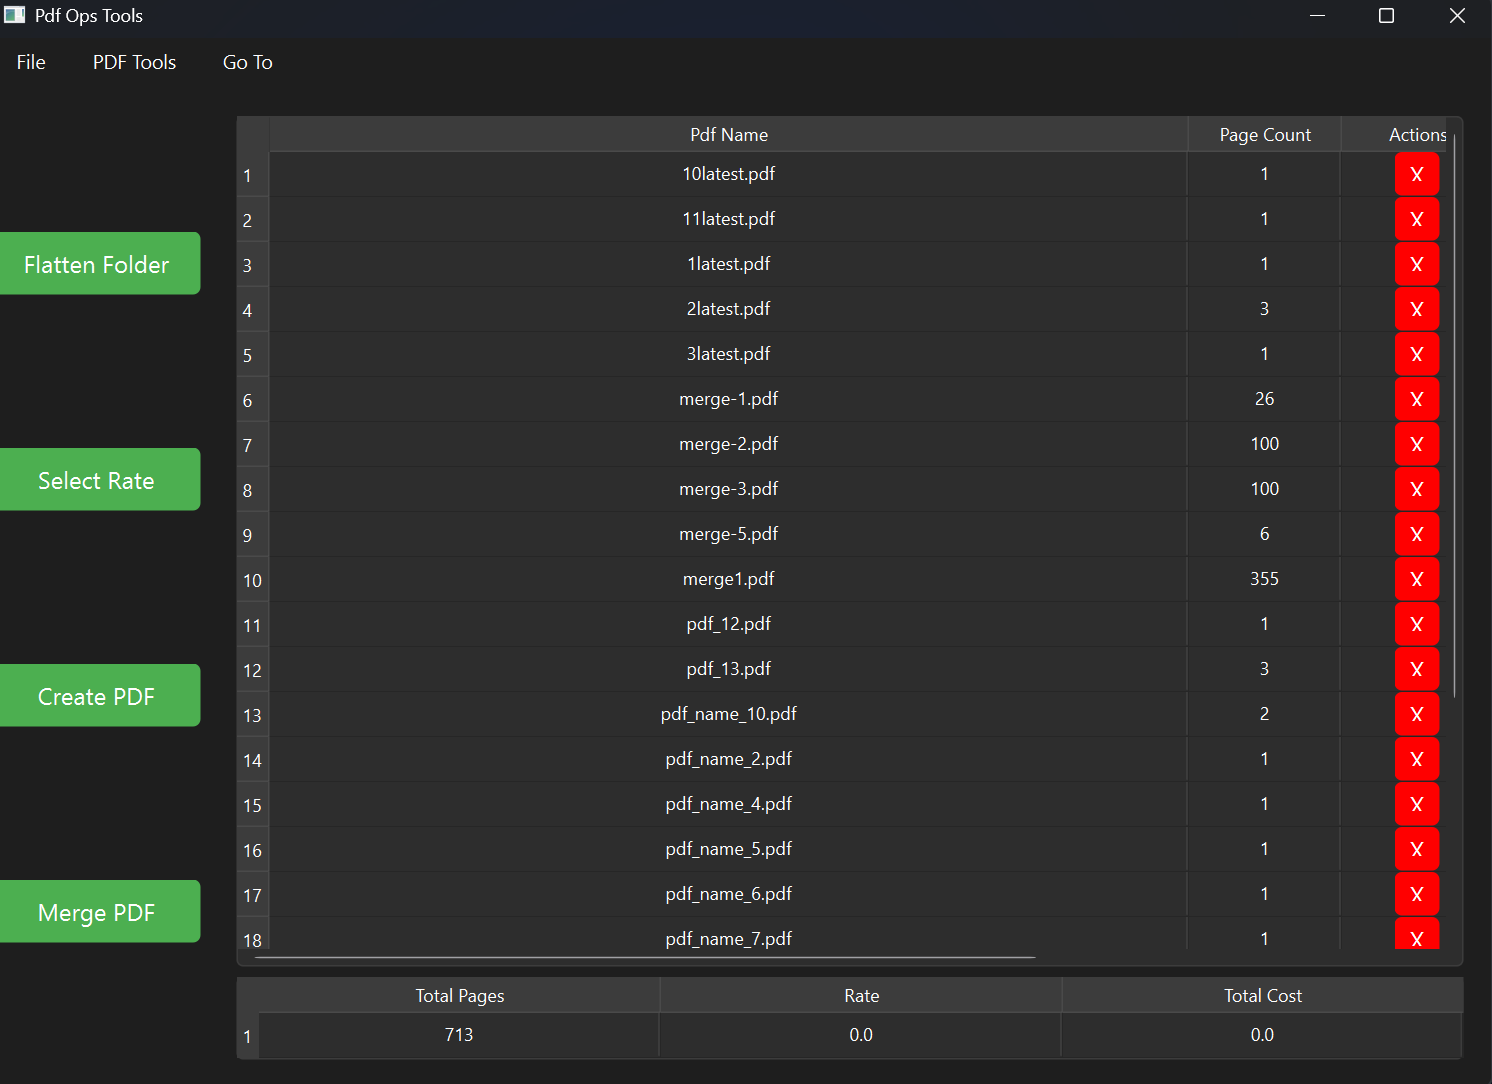 Pdf Ops Tools
File PDF Tools Go To
Pdf Name Page Count Actions
1 10latest.pdf 1 X
2 11latest.pdf 1 X
3 1latest.pdf 1 X
4 2latest.pdf 3 X
5 3latest.pdf 1 X
6 merge-1.pdf 26 X
7 merge-2.pdf 100 X
8 merge-3.pdf 100 X
9 merge-5.pdf 6 X
10 merge1.pdf 355 X
11 pdf_12.pdf 1 X
12 pdf_13.pdf 3 X
13 pdf_name_10.pdf 2 X
14 pdf_name_2.pdf 1 X
15 pdf_name_4.pdf 1 X
16 pdf_name_5.pdf 1 X
17 pdf_name_6.pdf 1 X
18 pdf_name_7.pdf 1 X
Flatten Folder
Select Rate
Create PDF
Merge PDF
Total Pages Rate Total Cost
1 713 0.0 0.0